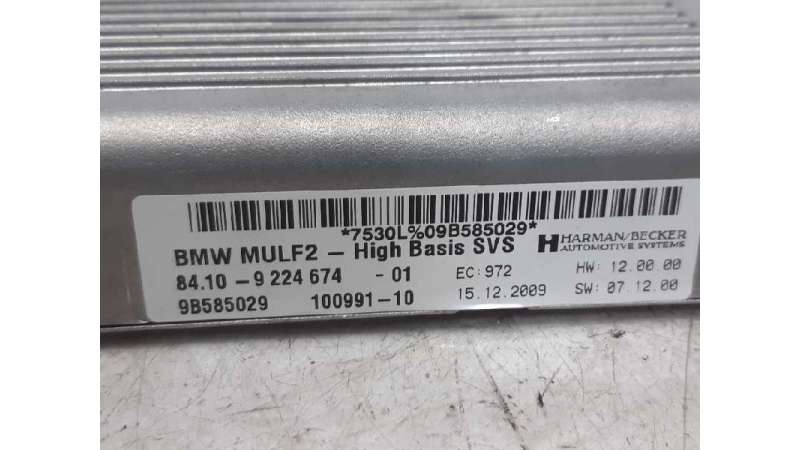 *7530L%09B585029*
BMW MULF2 - High Basis SVS
HARMAN/BECKER
AUTOMOTIVE SYSTEMS
84.10 - 9 224 674 - 01 EC: 972 HW: 12.00.00
9B585029 100991-10 15.12.2009 SW: 07.12.00